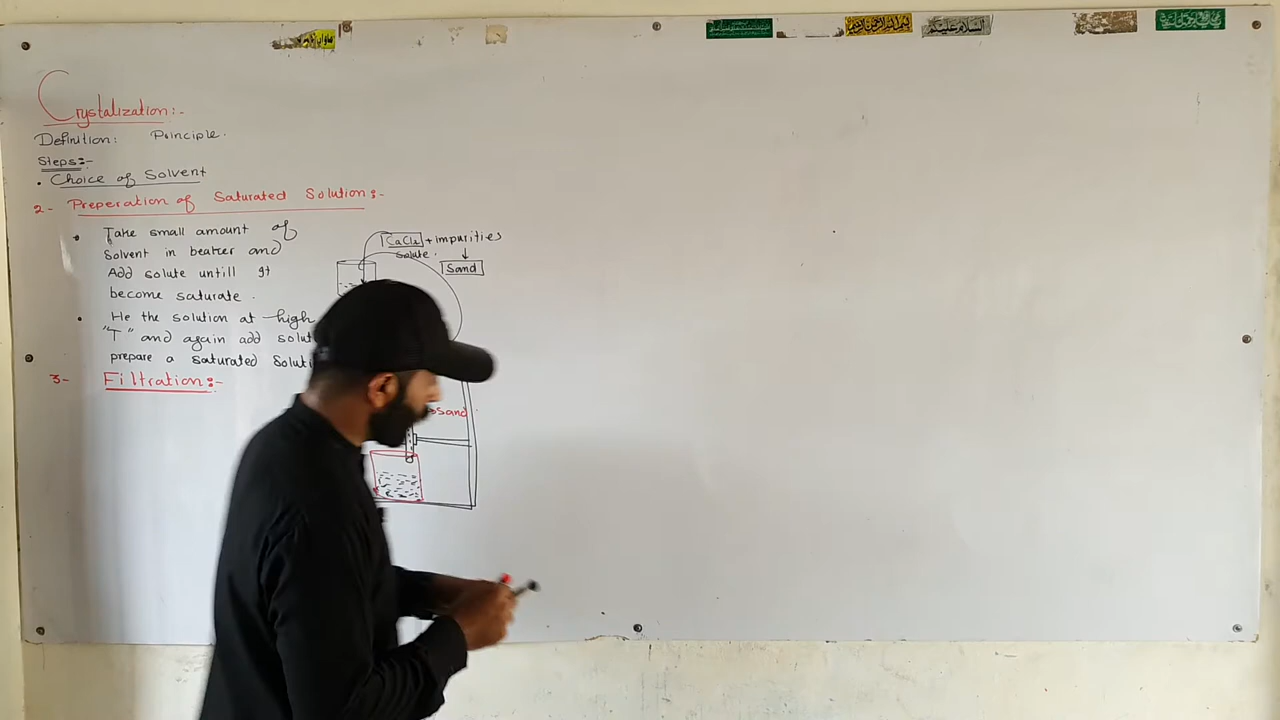 السلام علیکم
Crystalization:-
Definition: Principle.
Steps:-
• Choice of Solvent
2- Preperation of Saturated Solution:-
• Take small amount of
Solvent in beaker and
Add solute untill It
become saturate.
• He the solution at high
"T" and again add solut
prepare a saturated Soluti
3- Filtration:-
CaCl₂ + impurities
Solute.
Sand
Sand